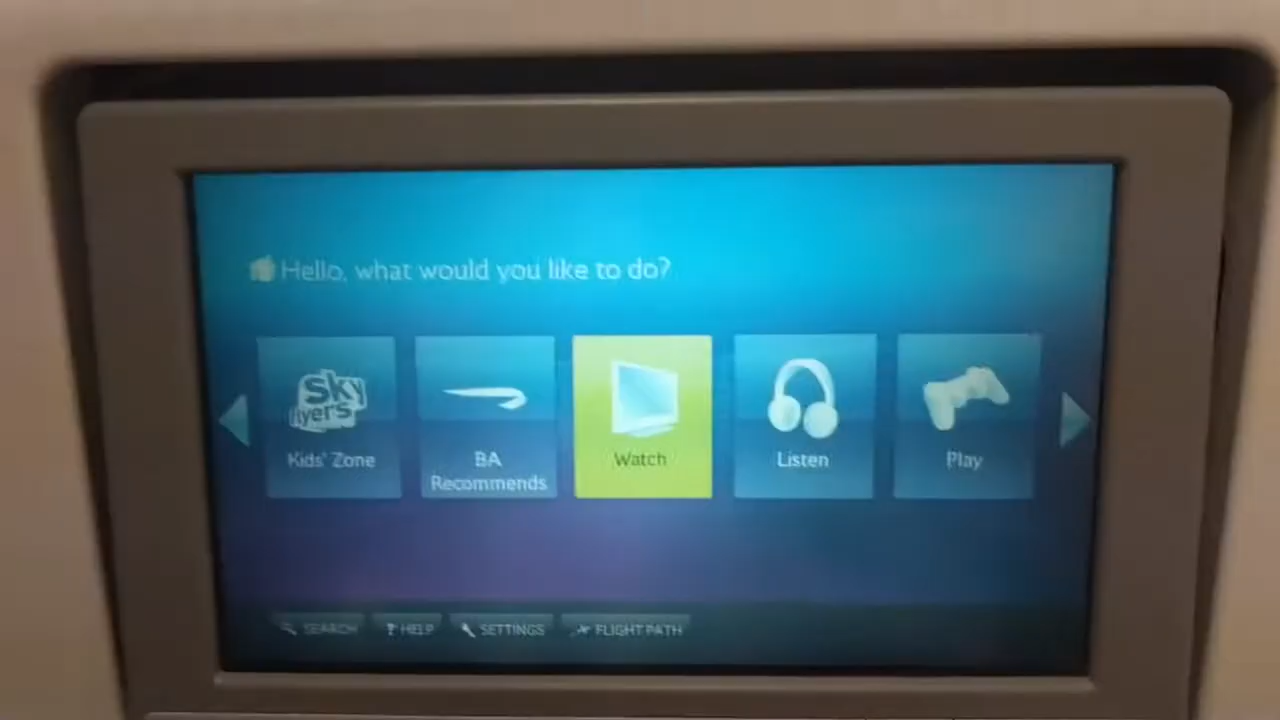 Hello, what would you like to do?
Sky
flyers
Kids' Zone
BA
Recommends
Watch
Listen
Play
SEARCH
? HELP
SETTINGS
FLIGHT PATH